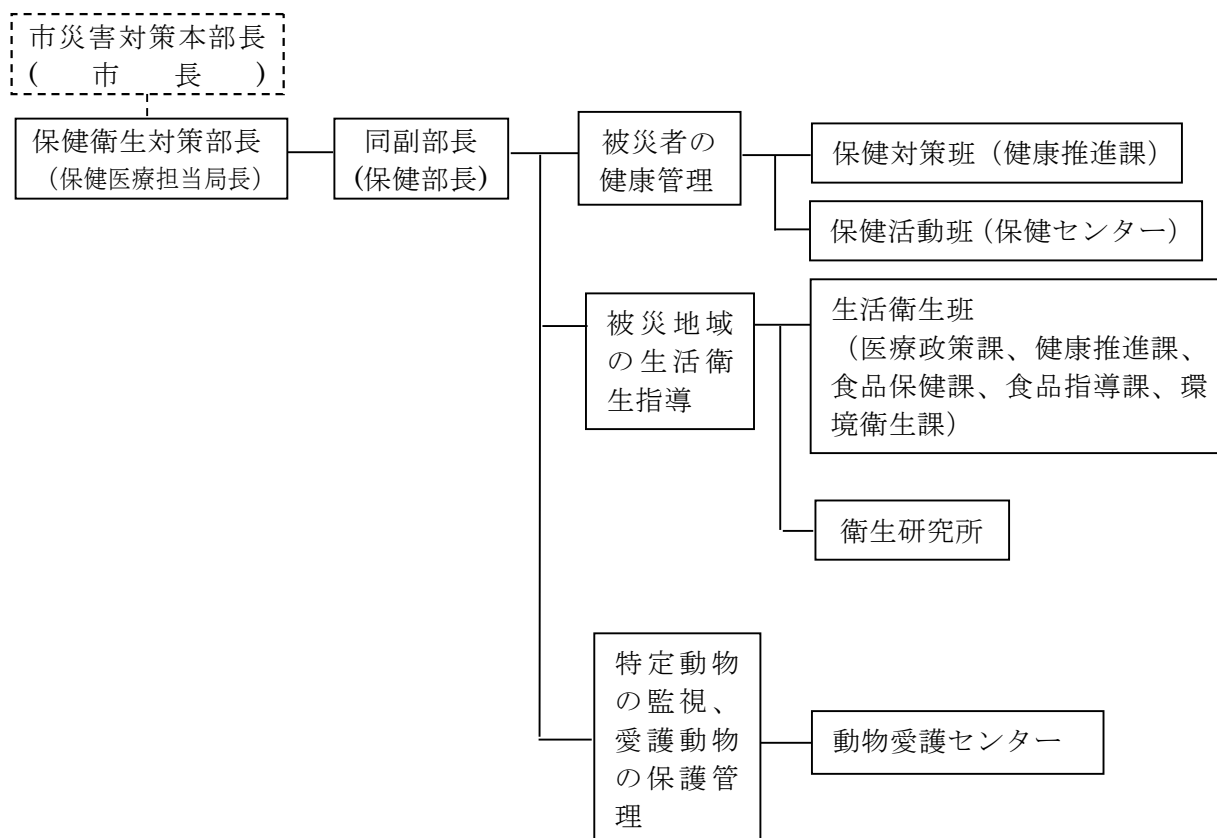 市災害対策本部長
(　市　長　)
保健衛生対策部長
（保健医療担当局長）
同副部長
(保健部長)
被災者の
健康管理
保健対策班（健康推進課）
保健活動班（保健センター）
被災地域
の生活衛
生指導
生活衛生班
（医療政策課、健康推進課、
食品保健課、食品指導課、環
境衛生課）
衛生研究所
特定動物
の監視、
愛護動物
の保護管
理
動物愛護センター